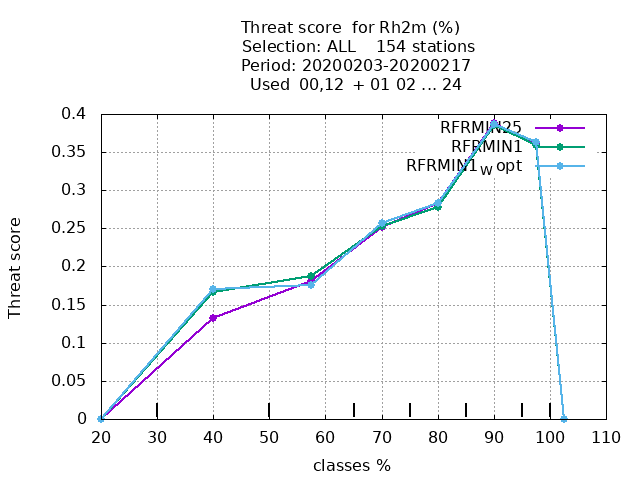 Threat score for Rh2m (%)
Selection: ALL 154 stations
Period: 20200203-20200217
Used 00,12 + 01 02 ... 24
0.4
0.35
0.3
0.25
0.2
0.15
0.1
0.05
0
Threat score
RFRMIN25
RFRMIN1
RFRMIN1w opt
20 30 40 50 60 70 80 90 100 110
classes %